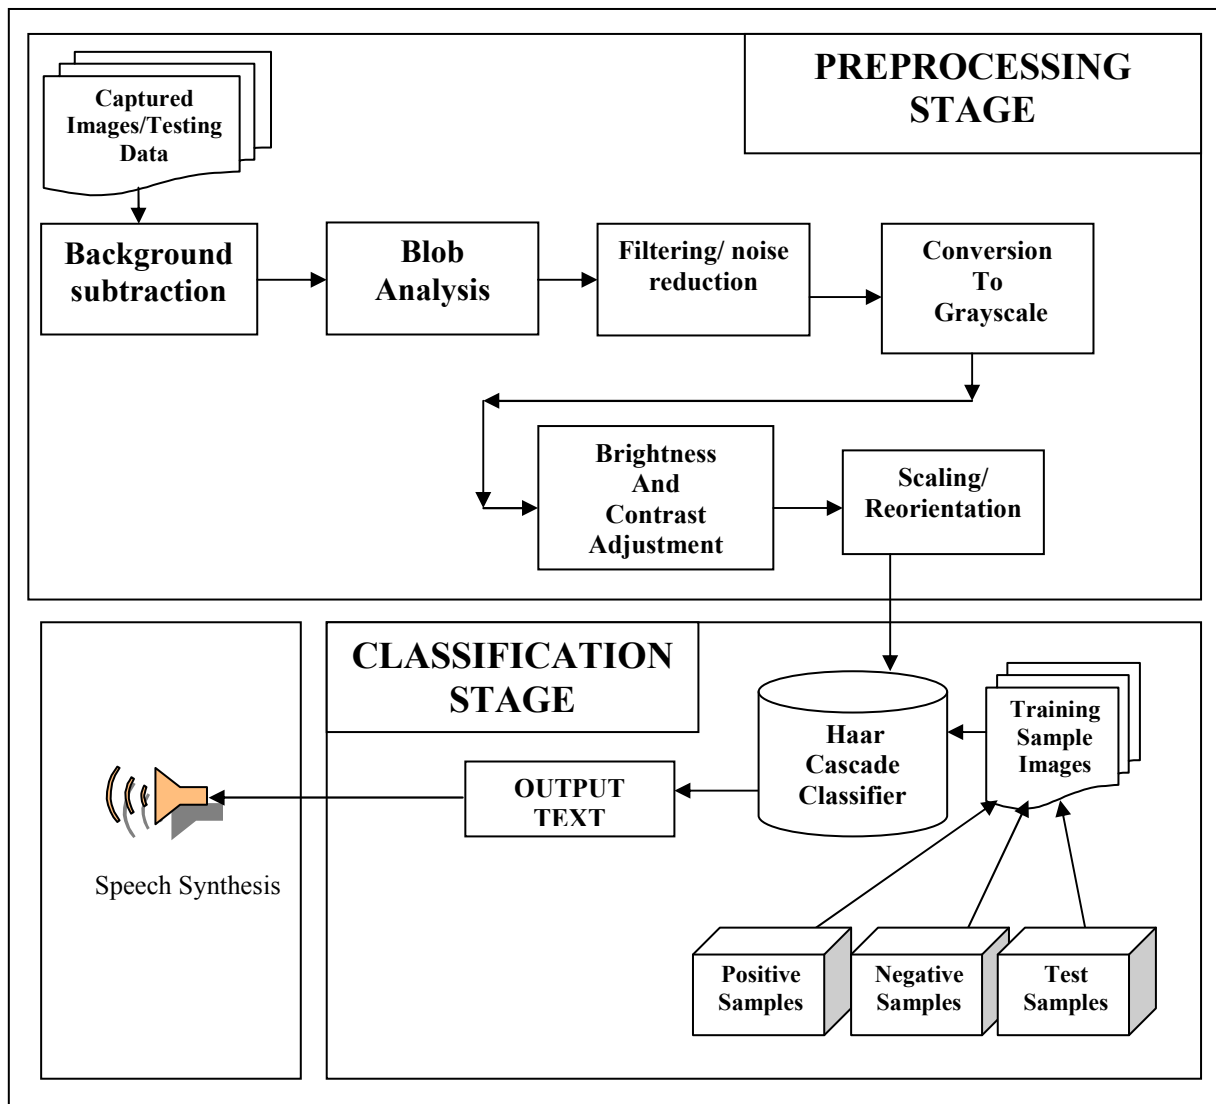 PREPROCESSING
STAGE
Captured
Images/Testing
Data
Background
subtraction
Blob
Analysis
Filtering/ noise
reduction
Conversion
To
Grayscale
Brightness
And
Contrast
Adjustment
Scaling/
Reorientation
CLASSIFICATION
STAGE
Haar
Cascade
Classifier
Training
Sample
Images
OUTPUT
TEXT
Speech Synthesis
Positive
Samples
Negative
Samples
Test
Samples